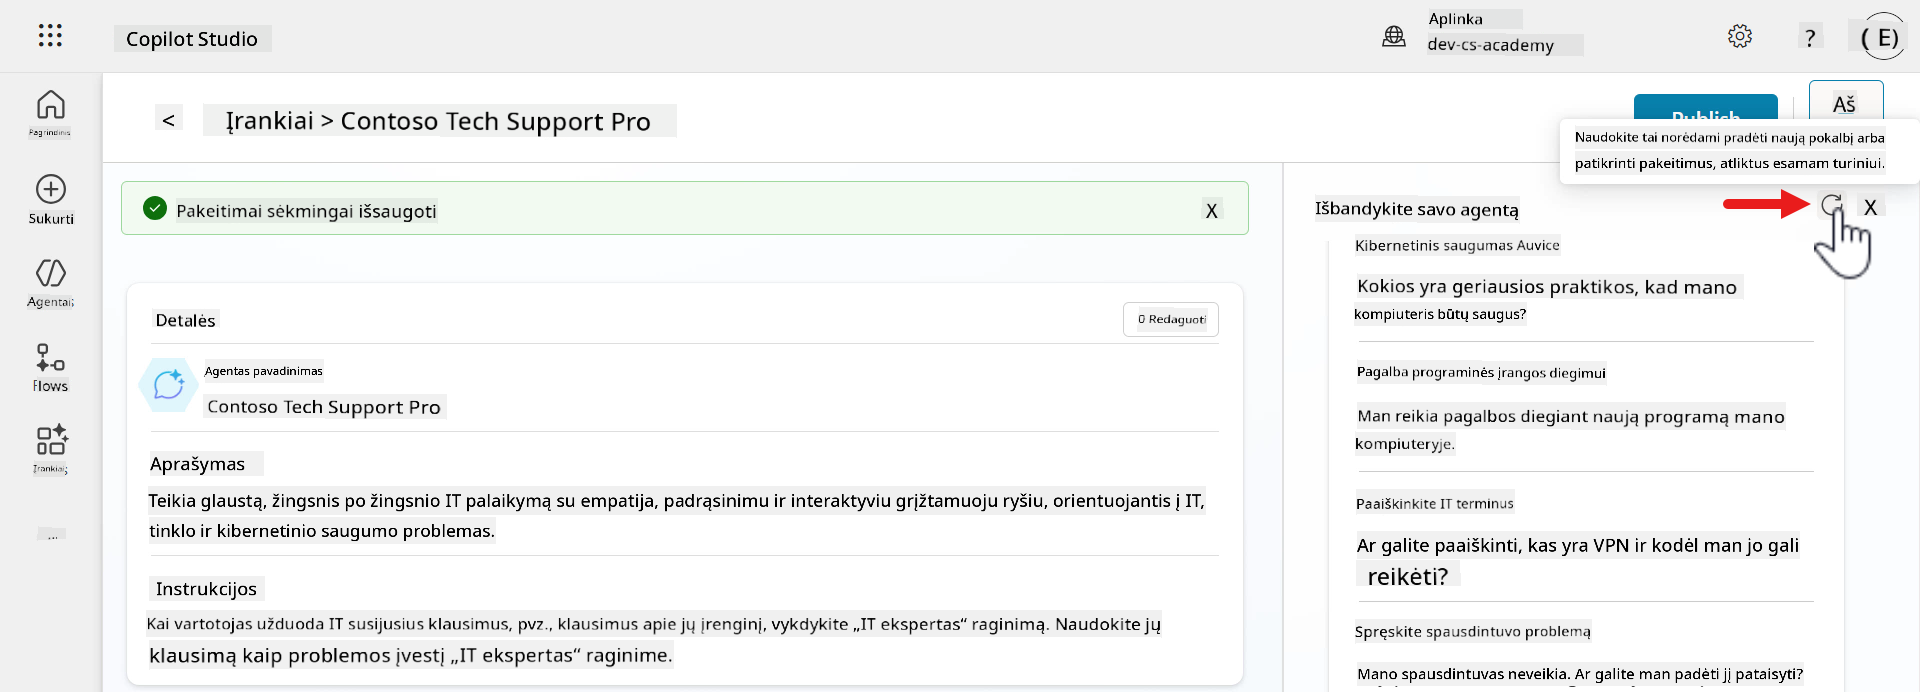 Copilot Studio
Aplinka
dev-cs-academy
?
( E)
Pagrindinis
Sukurti
Agentai;
Flows
Įrankiai;
...
<
Įrankiai > Contoso Tech Support Pro
Publish
Aš
Naudokite tai norėdami pradėti naują pokalbį arba
patikrinti pakeitimus, atliktus esamam turiniui.
Pakeitimai sėkmingai išsaugoti
X
Detalės
0 Redaguoti
Agentas pavadinimas
Contoso Tech Support Pro
Aprašymas
Teikia glaustą, žingsnis po žingsnio IT palaikymą su empatija, padrąsinimu ir interaktyviu grįžtamuoju ryšiu, orientuojantis į IT,
tinklo ir kibernetinio saugumo problemas.
Instrukcijos
Kai vartotojas užduoda IT susijusius klausimus, pvz., klausimus apie jų įrenginį, vykdykite „IT ekspertas“ raginimą. Naudokite jų
klausimą kaip problemos įvestį „IT ekspertas“ raginime.
Išbandykite savo agentą
X
Kibernetinis saugumas Auvice
Kokios yra geriausios praktikos, kad mano
kompiuteris būtų saugus?
Pagalba programinės įrangos diegimui
Man reikia pagalbos diegiant naują programą mano
kompiuteryje.
Paaiškinkite IT terminus
Ar galite paaiškinti, kas yra VPN ir kodėl man jo gali
reikėti?
Spręskite spausdintuvo problemą
Mano spausdintuvas neveikia. Ar galite man padėti jį pataisyti?